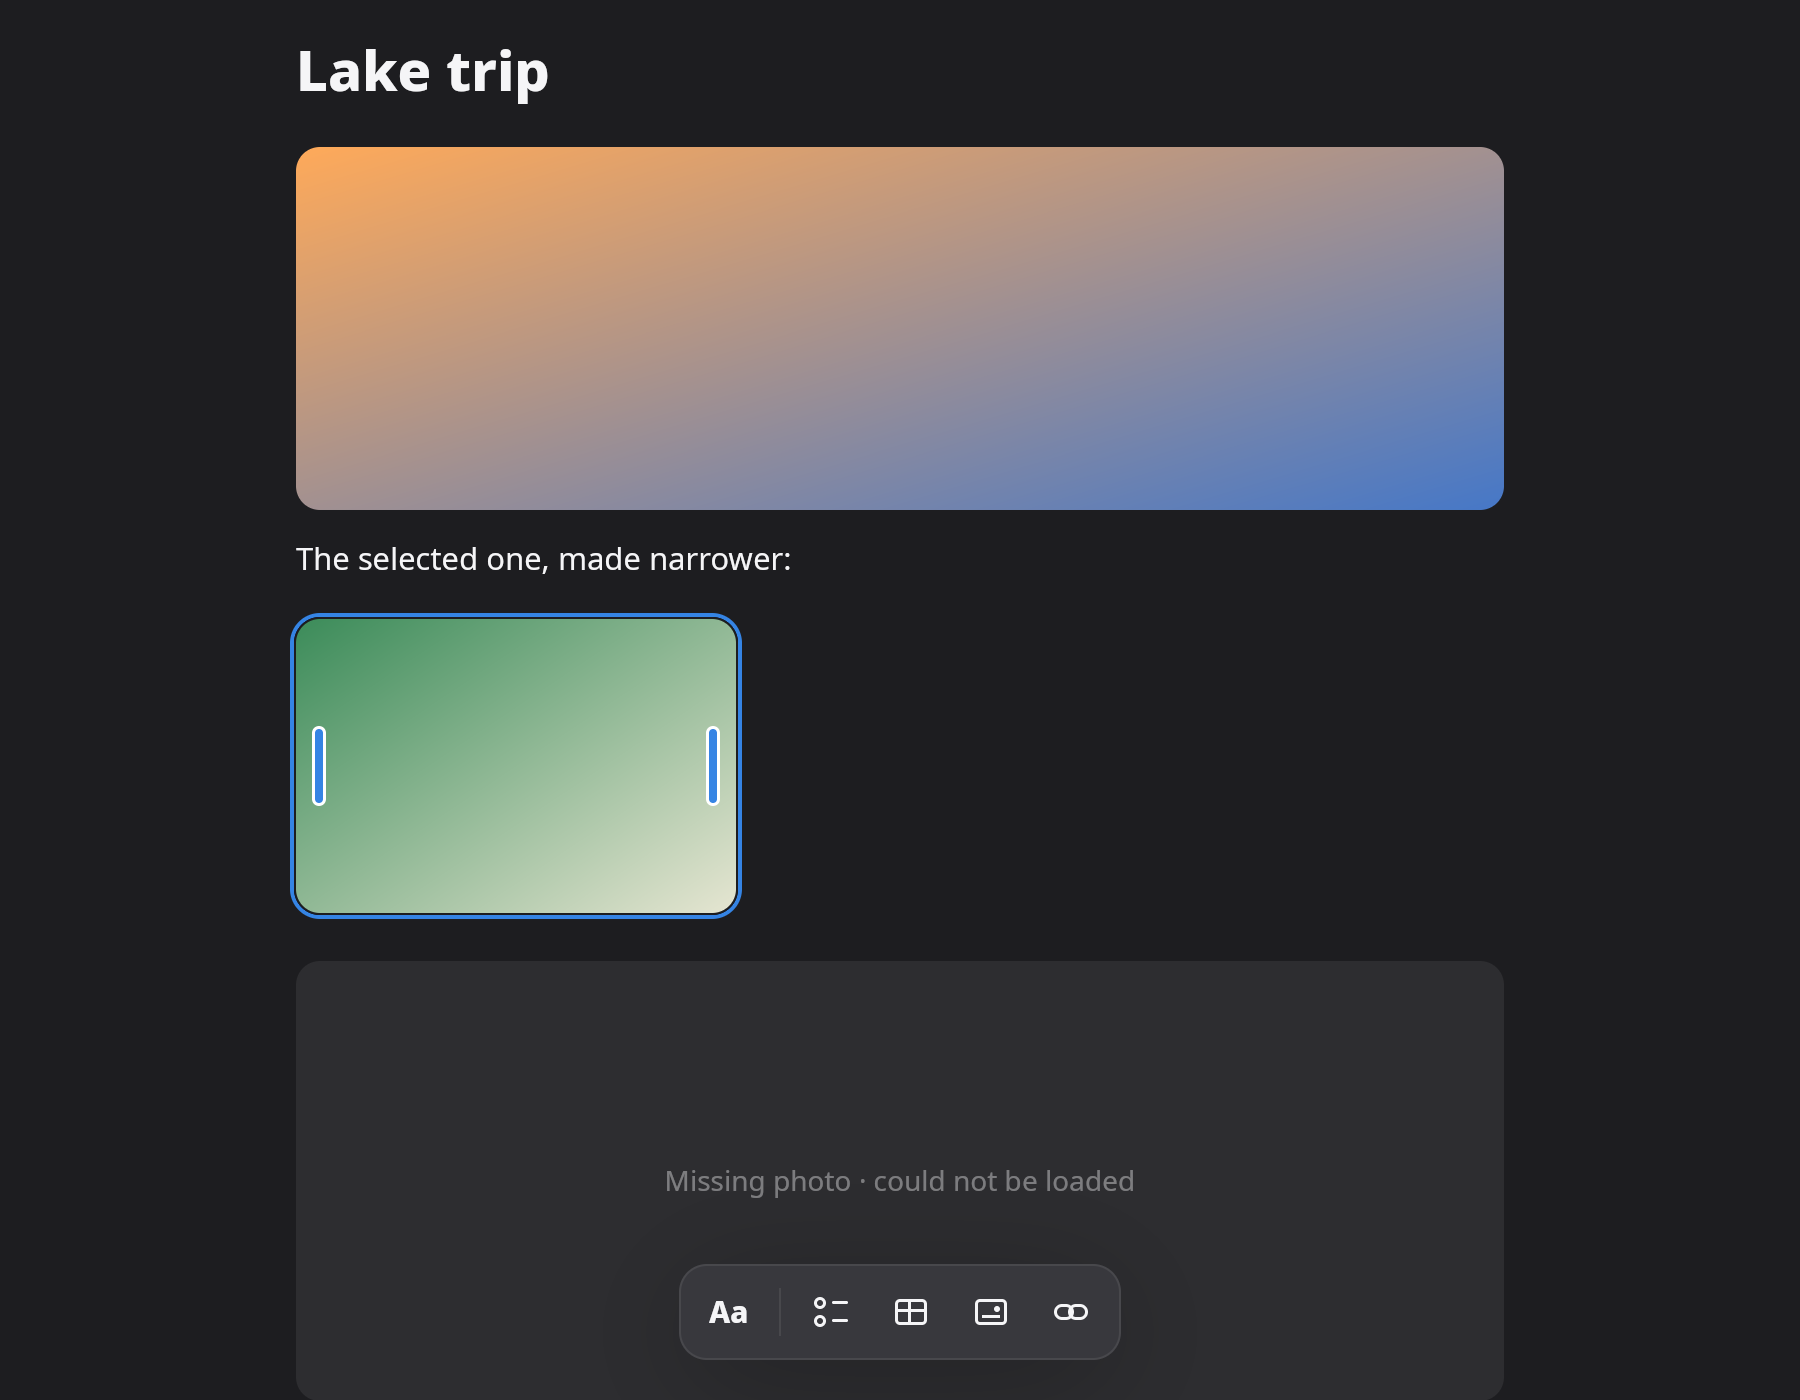 Lake trip
The selected one, made narrower:
Missing photo · could not be loaded
Aa